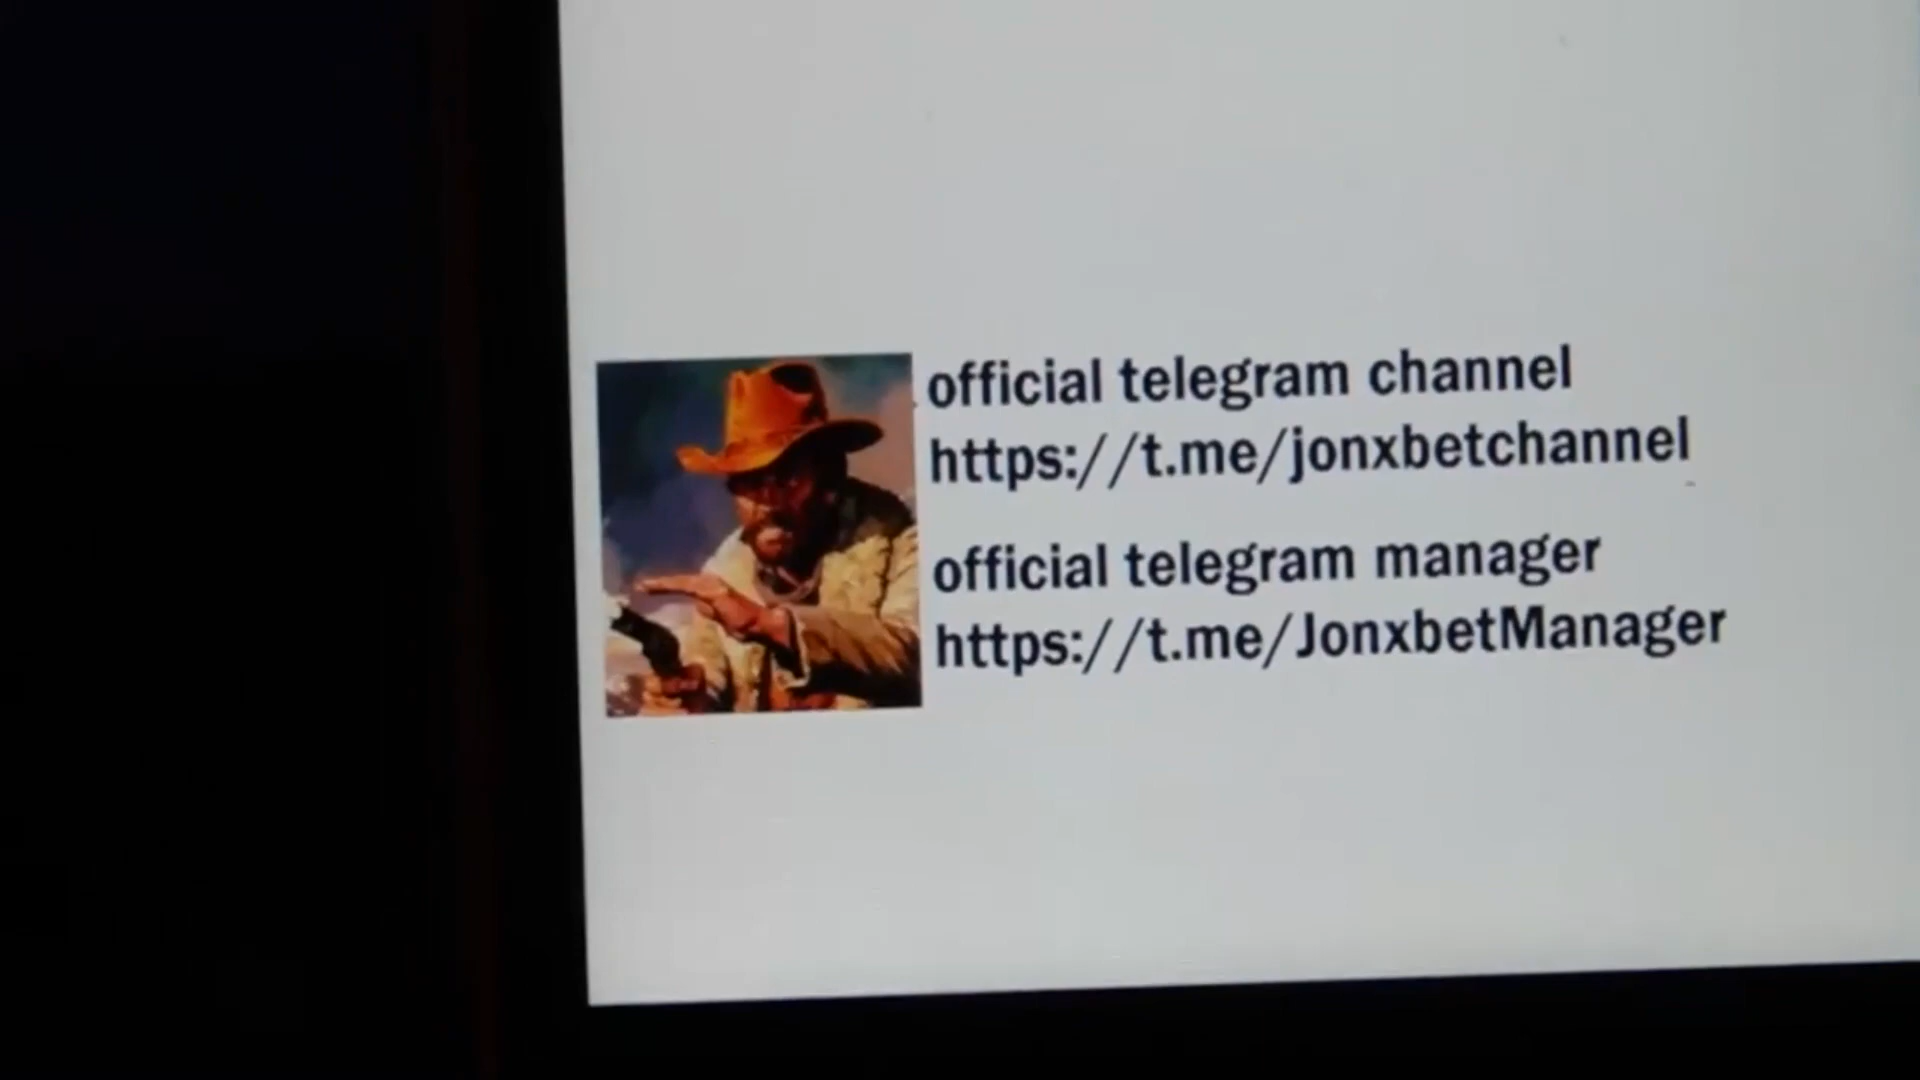 official telegram channel
https://t.me/jonxbetchannel
official telegram manager
https://t.me/JonxbetManager